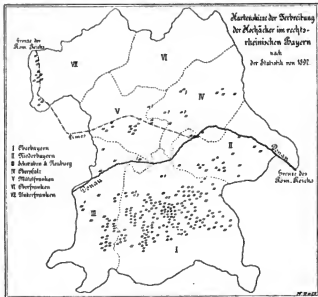 Kartenskizze der Verbreitung
der Hochäcker im rechts-
rheinischen Bayern
nach
der Statistik von 1897.
Grenze des
Röm. Reichs
VII
VI
IV
V
Limes
II
Donau
Donau
Grenze des
Röm. Reichs
I Oberbayern
II Niederbayern
III Schwaben & Neuburg
IV Oberpfalz
V Mittelfranken
VI Oberfranken
VII Unterfranken
III
I